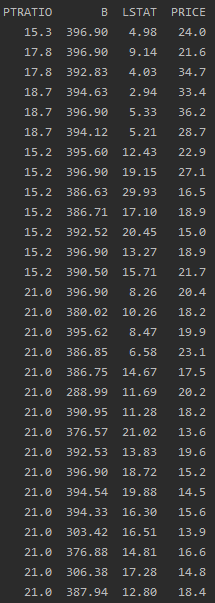 PTRATIO B LSTAT PRICE
15.3 396.90 4.98 24.0
17.8 396.90 9.14 21.6
17.8 392.83 4.03 34.7
18.7 394.63 2.94 33.4
18.7 396.90 5.33 36.2
18.7 394.12 5.21 28.7
15.2 395.60 12.43 22.9
15.2 396.90 19.15 27.1
15.2 386.63 29.93 16.5
15.2 386.71 17.10 18.9
15.2 392.52 20.45 15.0
15.2 396.90 13.27 18.9
15.2 390.50 15.71 21.7
21.0 396.90 8.26 20.4
21.0 380.02 10.26 18.2
21.0 395.62 8.47 19.9
21.0 386.85 6.58 23.1
21.0 386.75 14.67 17.5
21.0 288.99 11.69 20.2
21.0 390.95 11.28 18.2
21.0 376.57 21.02 13.6
21.0 392.53 13.83 19.6
21.0 396.90 18.72 15.2
21.0 394.54 19.88 14.5
21.0 394.33 16.30 15.6
21.0 303.42 16.51 13.9
21.0 376.88 14.81 16.6
21.0 306.38 17.28 14.8
21.0 387.94 12.80 18.4